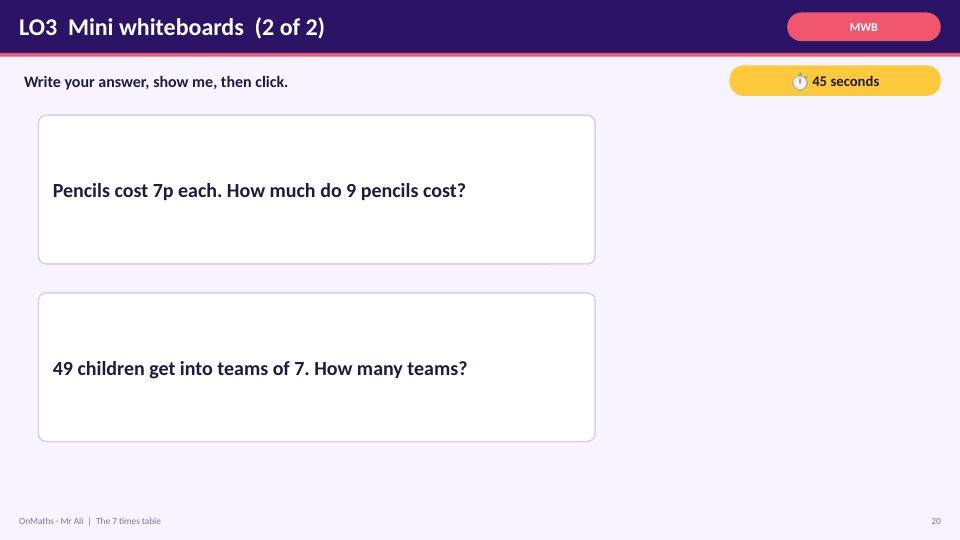 LO3  Mini whiteboards  (2 of 2)
MWB
Write your answer, show me, then click.
⏱ 45 seconds
Pencils cost 7p each. How much do 9 pencils cost?
49 children get into teams of 7. How many teams?
OnMaths - Mr Ali  |  The 7 times table
20